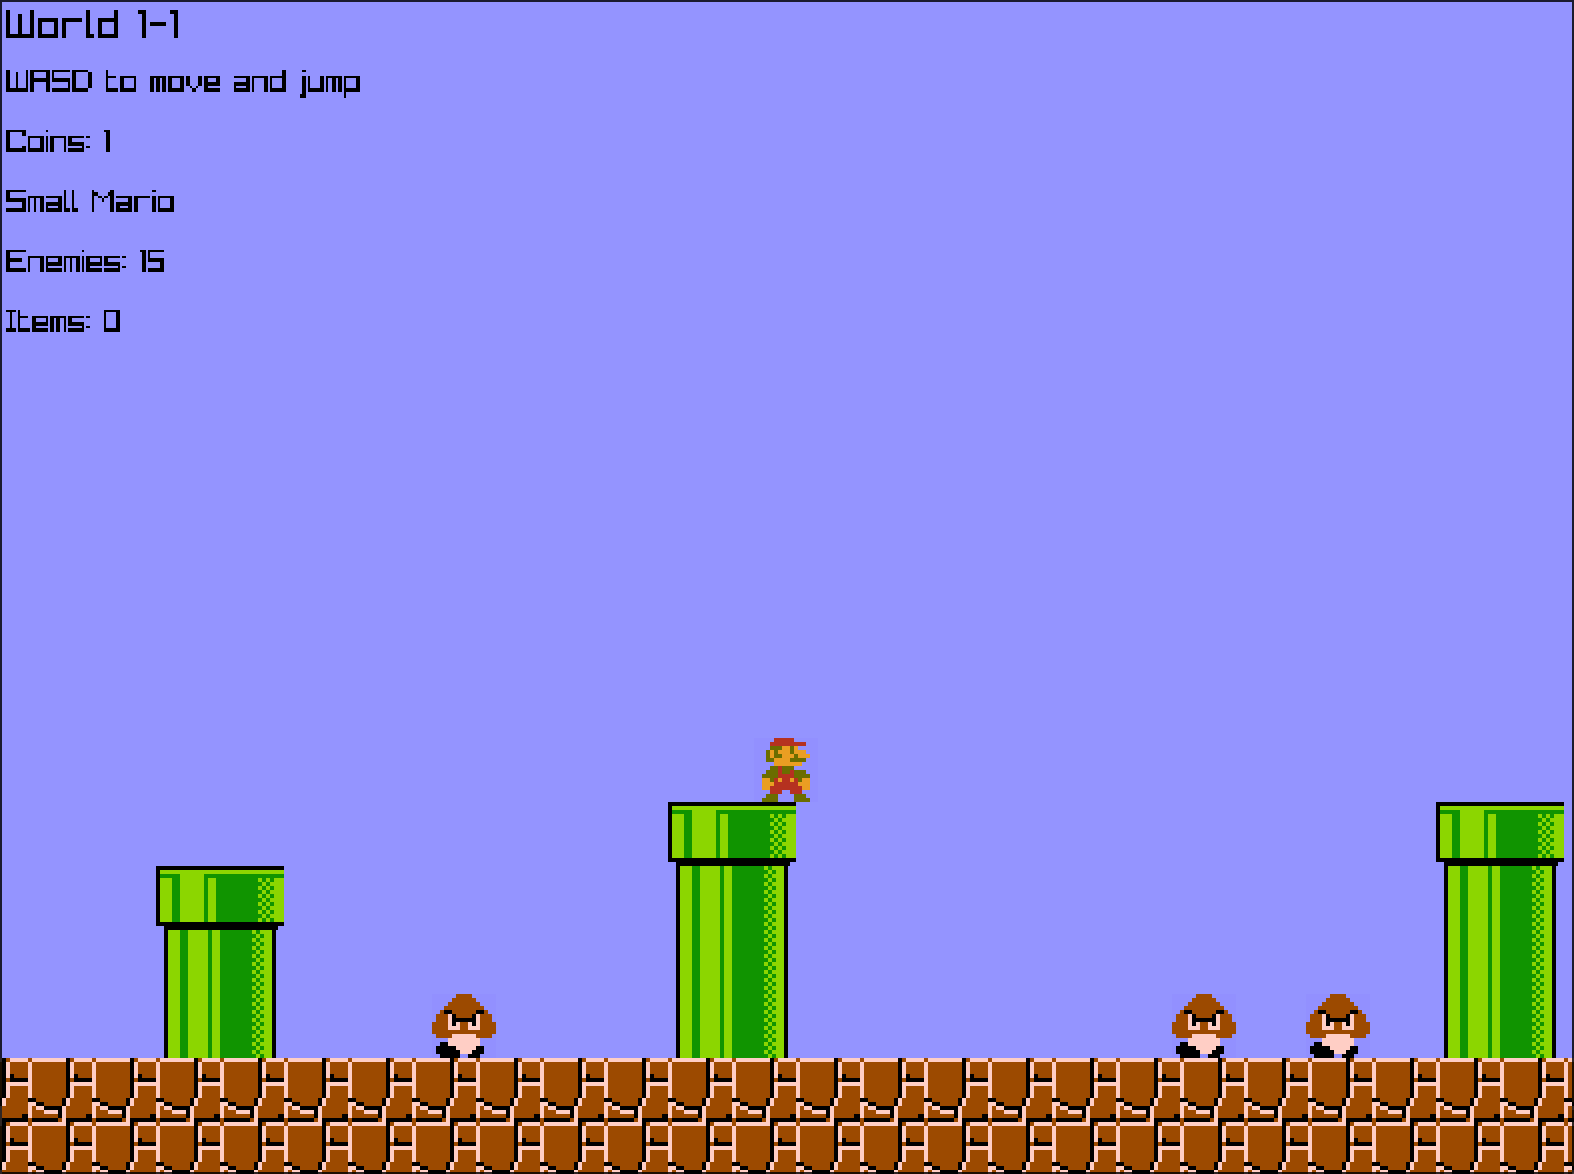 World 1-1
WASD to move and jump
Coins: 1
Small Mario
Enemies: 15
Items: 0